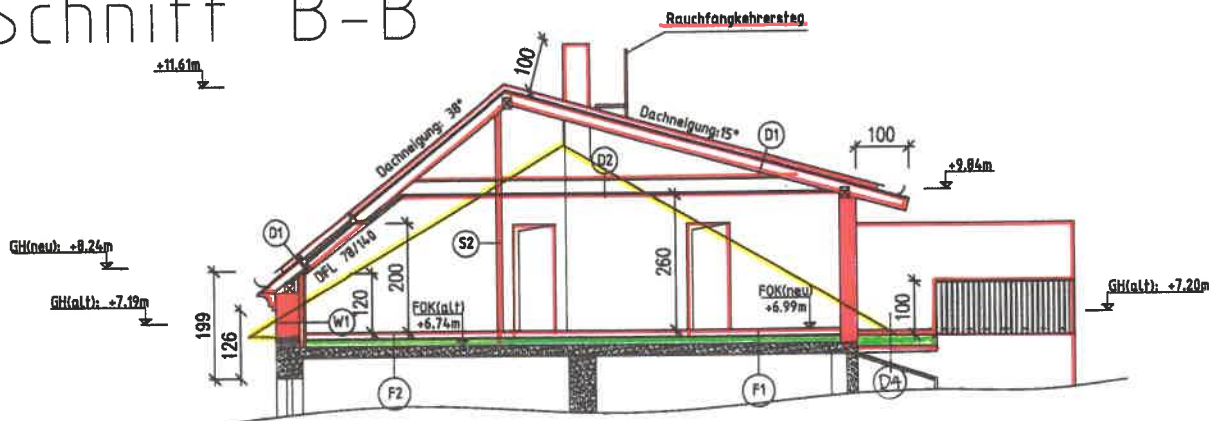 Schnitt B-B
Rauchfangkehrersteg
+11.61m
100
Dachneigung: 38°
Dachneigung:15°
D1
100
D2
+9.84m
D1
GH(neu): +8.24m
DFL 78/140
S2
200
260
120
FOK(alt)
+6.74m
FOK(neu)
+6.99m
100
GH(alt): +7.20m
GH(alt): +7.19m
199
126
W1
F2
F1
D4